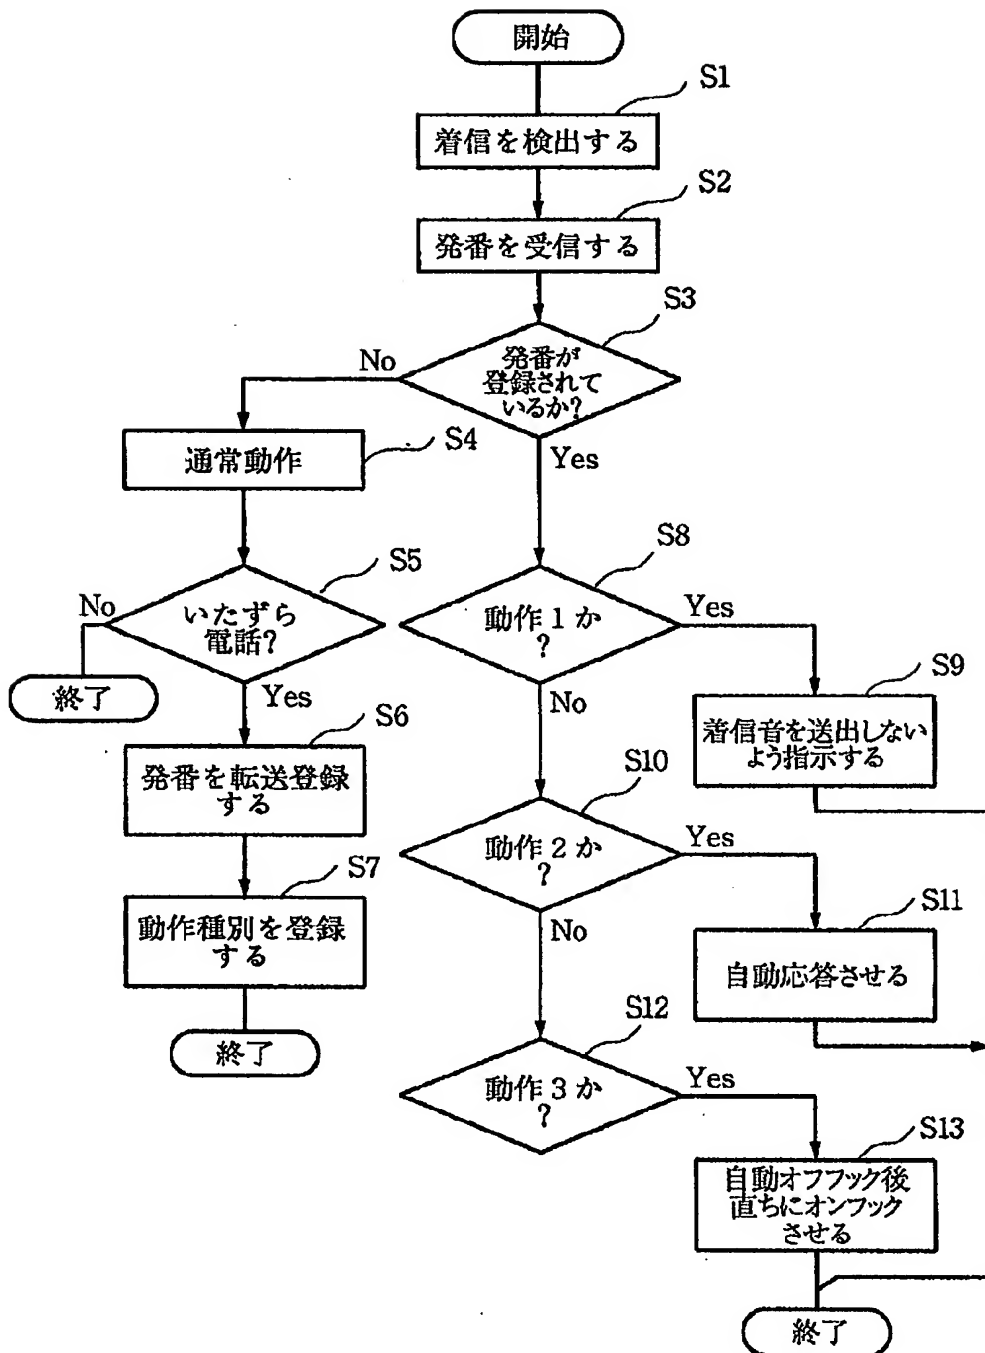 開始
S1
着信を検出する
S2
発番を受信する
S3
発番が
登録されて
いるか?
No
Yes
S4
通常動作
S5
いたずら
電話?
No
終了
Yes
S6
発番を転送登録
する
S7
動作種別を登録
する
終了
S8
動作1か
?
Yes
No
S9
着信音を送出しない
よう指示する
S10
動作2か
?
Yes
No
S11
自動応答させる
S12
動作3か
?
Yes
S13
自動オフフック後
直ちにオンフック
させる
終了